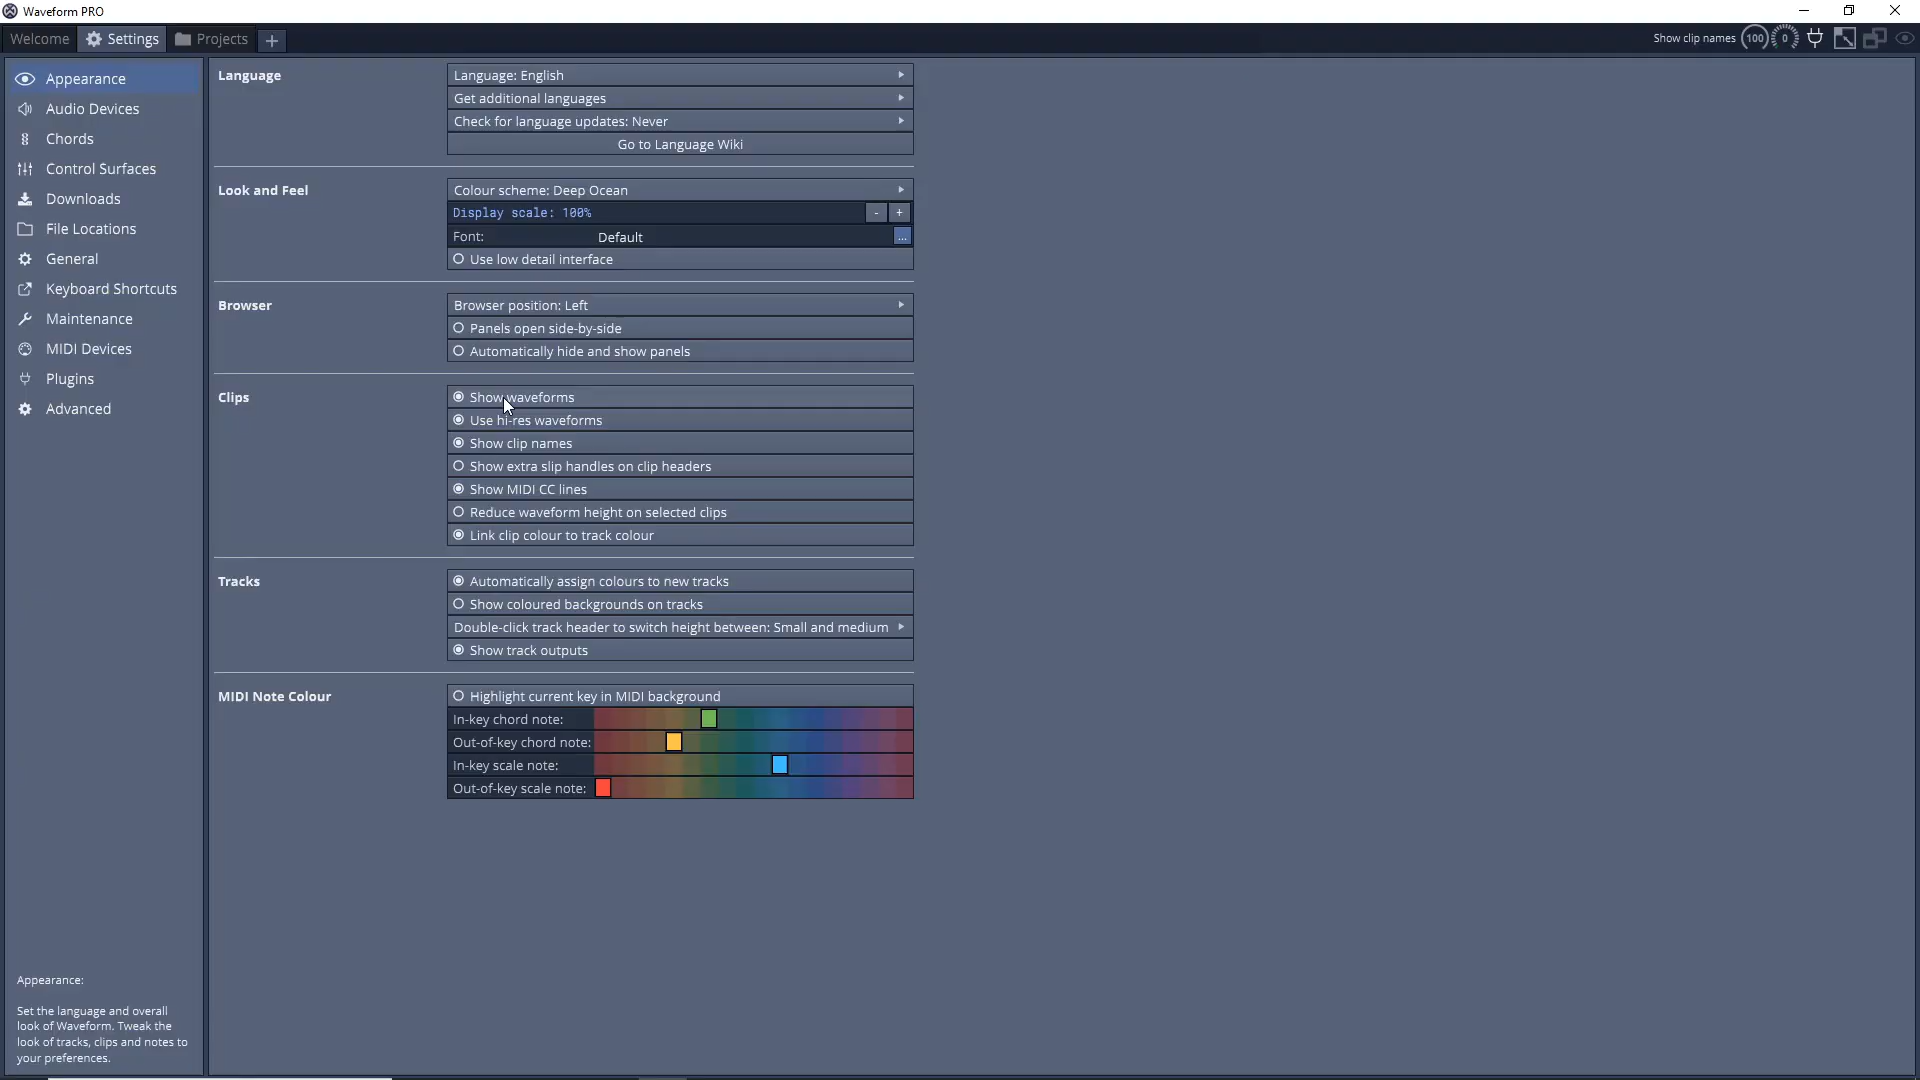 Waveform PRO
Welcome
Settings
Projects
Show clip names
100
0
Appearance
Audio Devices
Chords
Control Surfaces
Downloads
File Locations
General
Keyboard Shortcuts
Maintenance
MIDI Devices
Plugins
Advanced
Language
Language: English
Get additional languages
Check for language updates: Never
Go to Language Wiki
Look and Feel
Colour scheme: Deep Ocean
Display scale: 100%
- +
Font: Default ...
Use low detail interface
Browser
Browser position: Left
Panels open side-by-side
Automatically hide and show panels
Clips
Show waveforms
Use hi-res waveforms
Show clip names
Show extra slip handles on clip headers
Show MIDI CC lines
Reduce waveform height on selected clips
Link clip colour to track colour
Tracks
Automatically assign colours to new tracks
Show coloured backgrounds on tracks
Double-click track header to switch height between: Small and medium
Show track outputs
MIDI Note Colour
Highlight current key in MIDI background
In-key chord note:
Out-of-key chord note:
In-key scale note:
Out-of-key scale note:
Appearance:
Set the language and overall
look of Waveform. Tweak the
look of tracks, clips and notes to
your preferences.